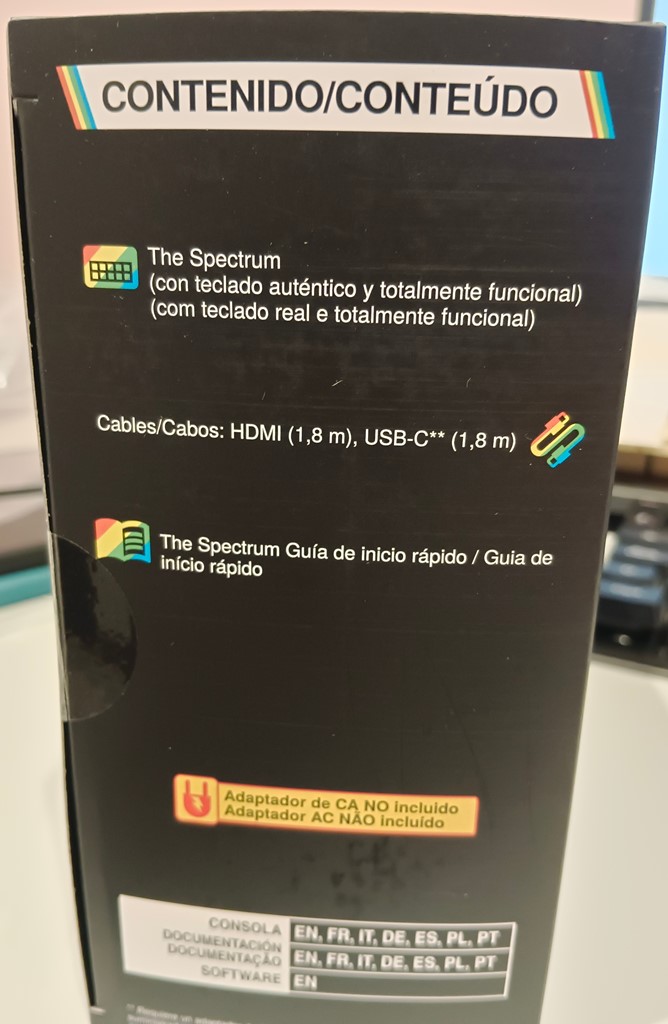 CONTENIDO/CONTEÚDO
The Spectrum
(con teclado auténtico y totalmente funcional)
(com teclado real e totalmente funcional)
Cables/Cabos: HDMI (1,8 m), USB-C** (1,8 m)
The Spectrum Guía de inicio rápido / Guia de
início rápido
Adaptador de CA NO incluido
Adaptador AC NÃO incluído
CONSOLA EN, FR, IT, DE, ES, PL, PT
DOCUMENTACIÓN
DOCUMENTAÇÃO EN, FR, IT, DE, ES, PL, PT
SOFTWARE EN
** Requiere un